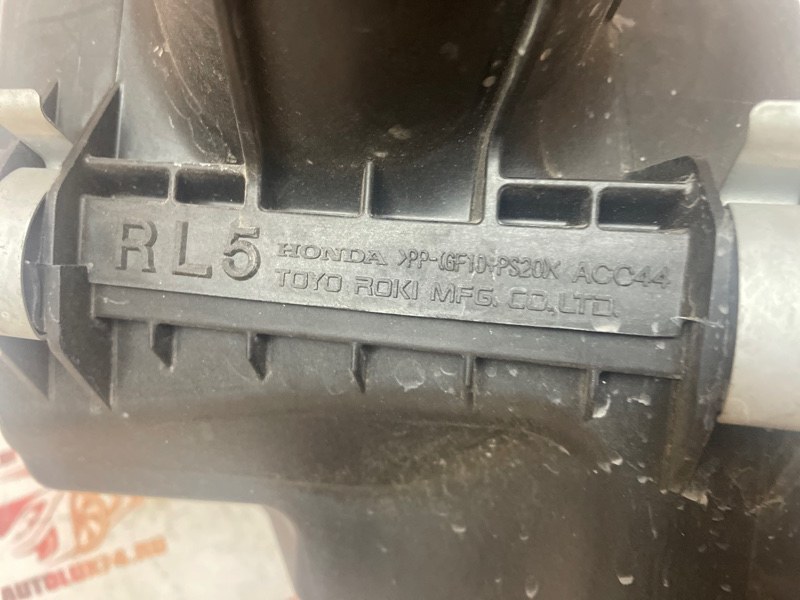 RL5 HONDA >PP-(GF10+PS20)< ACC44
TOYO ROKI MFG. CO.,LTD.